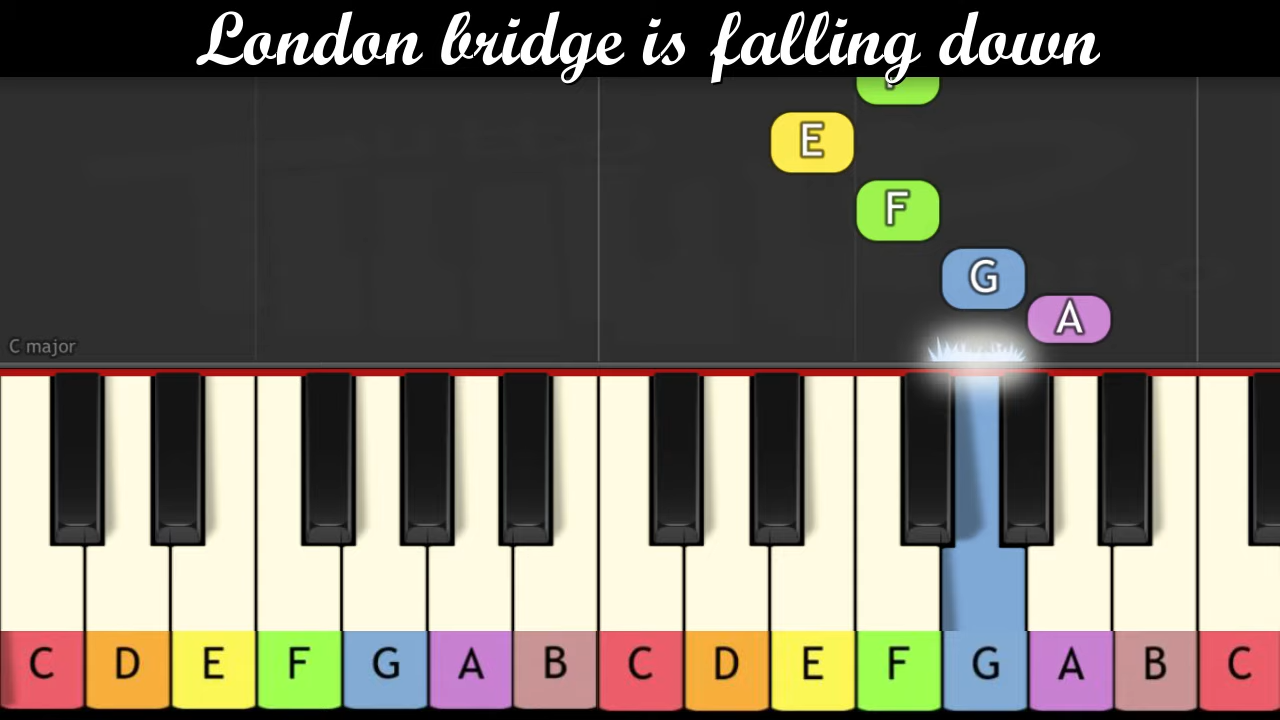 London bridge is falling down
E
F
G
A
C major
C D E F G A B C D E F G A B C